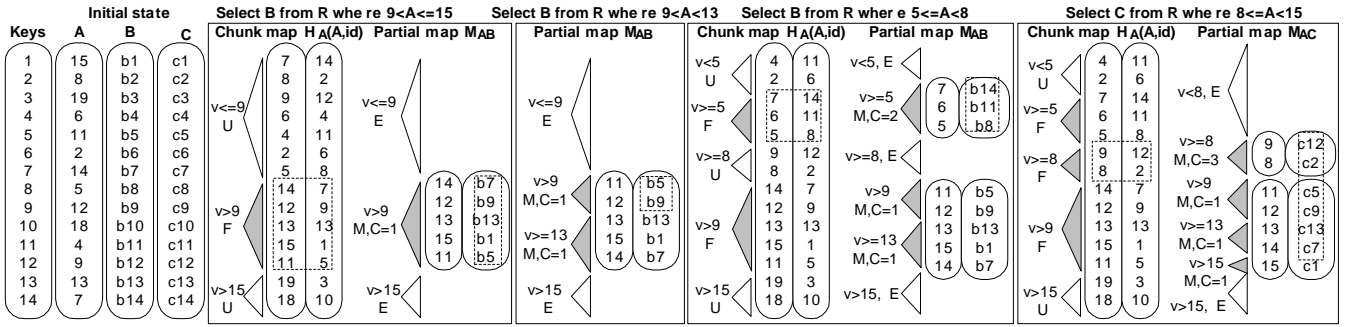 Initial state
Keys A B C
1 15 b1 c1
2 8 b2 c2
3 19 b3 c3
4 6 b4 c4
5 11 b5 c5
6 2 b6 c6
7 14 b7 c7
8 5 b8 c8
9 12 b9 c9
10 18 b10 c10
11 4 b11 c11
12 9 b12 c12
13 13 b13 c13
14 7 b14 c14
Select B from R whe re 9<A<=15
Chunk map HA(A,id)
v<=9
U
v>9
F
v>15
U
7 14
8 2
9 12
6 4
4 11
2 6
5 8
14 7
12 9
13 13
15 1
11 5
19 3
18 10
Partial map MAB
v<=9
E
v>9
M,C=1
v>15
E
14 b7
12 b9
13 b13
15 b1
11 b5
Select B from R whe re 9<A<13
Partial map MAB
v<=9
E
v>9
M,C=1
v>=13
M,C=1
v>15
E
11 b5
12 b9
13 b13
15 b1
14 b7
Select B from R wher e 5<=A<8
Chunk map HA(A,id)
v<5
U
v>=5
F
v>=8
U
v>9
F
v>15
U
4 11
2 6
7 14
6 11
5 8
9 12
8 2
14 7
12 9
13 13
15 1
11 5
19 3
18 10
Partial map MAB
v<5, E
v>=5
M,C=2
v>=8, E
v>9
M,C=1
v>=13
M,C=1
v>15, E
7 b14
6 b11
5 b8
11 b5
12 b9
13 b13
15 b1
14 b7
Select C from R whe re 8<=A<15
Chunk map HA(A,id)
v<5
U
v>=5
F
v>=8
F
v>9
F
v>15
U
4 11
2 6
7 14
6 11
5 8
9 12
8 2
14 7
12 9
13 13
15 1
11 5
19 3
18 10
Partial map MAC
v<8, E
v>=8
M,C=3
v>9
M,C=1
v>=13
M,C=1
v>15
M,C=1
v>15, E
9 c12
8 c2
11 c5
12 c9
13 c13
14 c7
15 c1